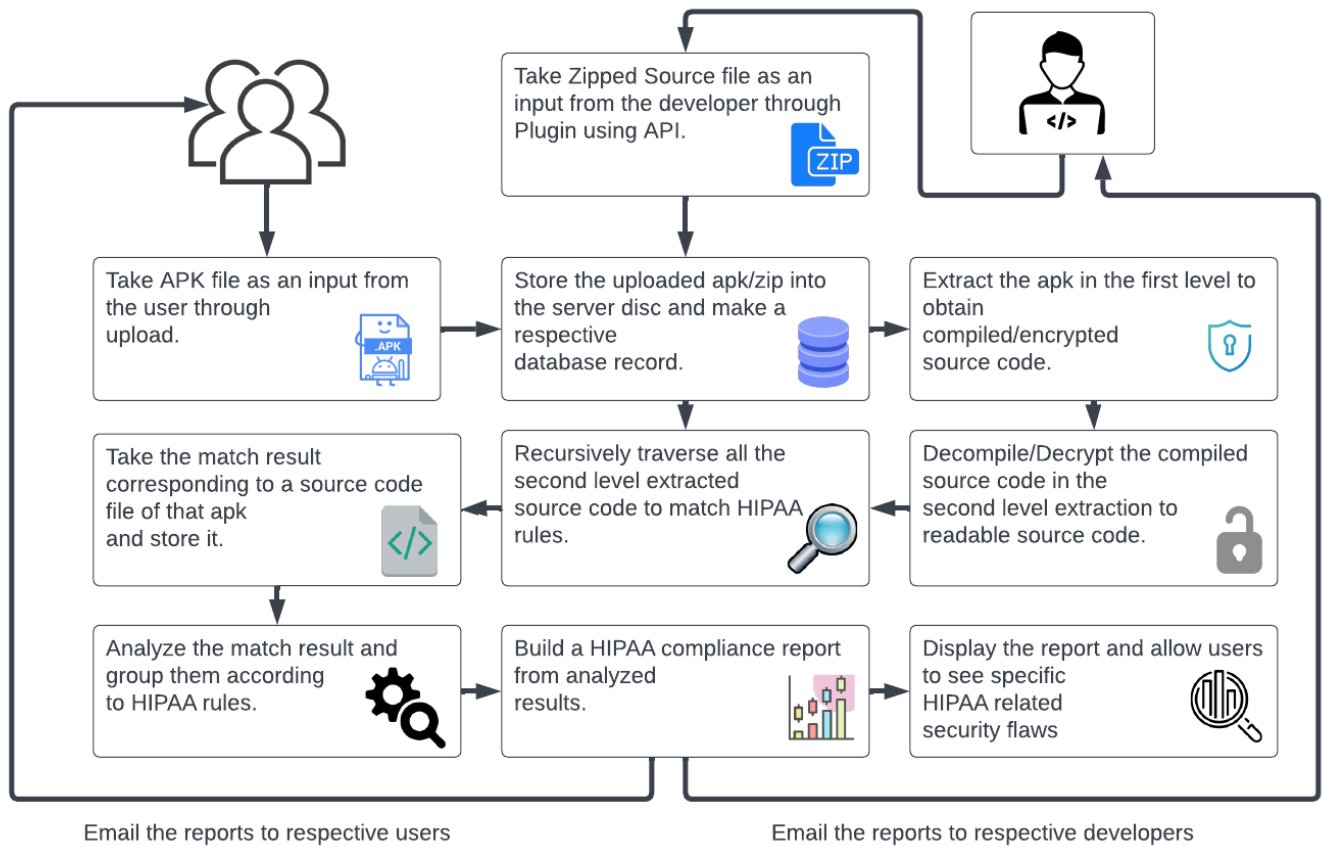 Take Zipped Source file as an
input from the developer through
Plugin using API.
ZIP
</>
Take APK file as an input from
the user through
upload.
.APK
Store the uploaded apk/zip into
the server disc and make a
respective
database record.
Extract the apk in the first level to
obtain
compiled/encrypted
source code.
Take the match result
corresponding to a source code
file of that apk
and store it.
</>
Recursively traverse all the
second level extracted
source code to match HIPAA
rules.
Decompile/Decrypt the compiled
source code in the
second level extraction to
readable source code.
Analyze the match result and
group them according
to HIPAA rules.
Build a HIPAA compliance report
from analyzed
results.
Display the report and allow users
to see specific
HIPAA related
security flaws
Email the reports to respective users
Email the reports to respective developers